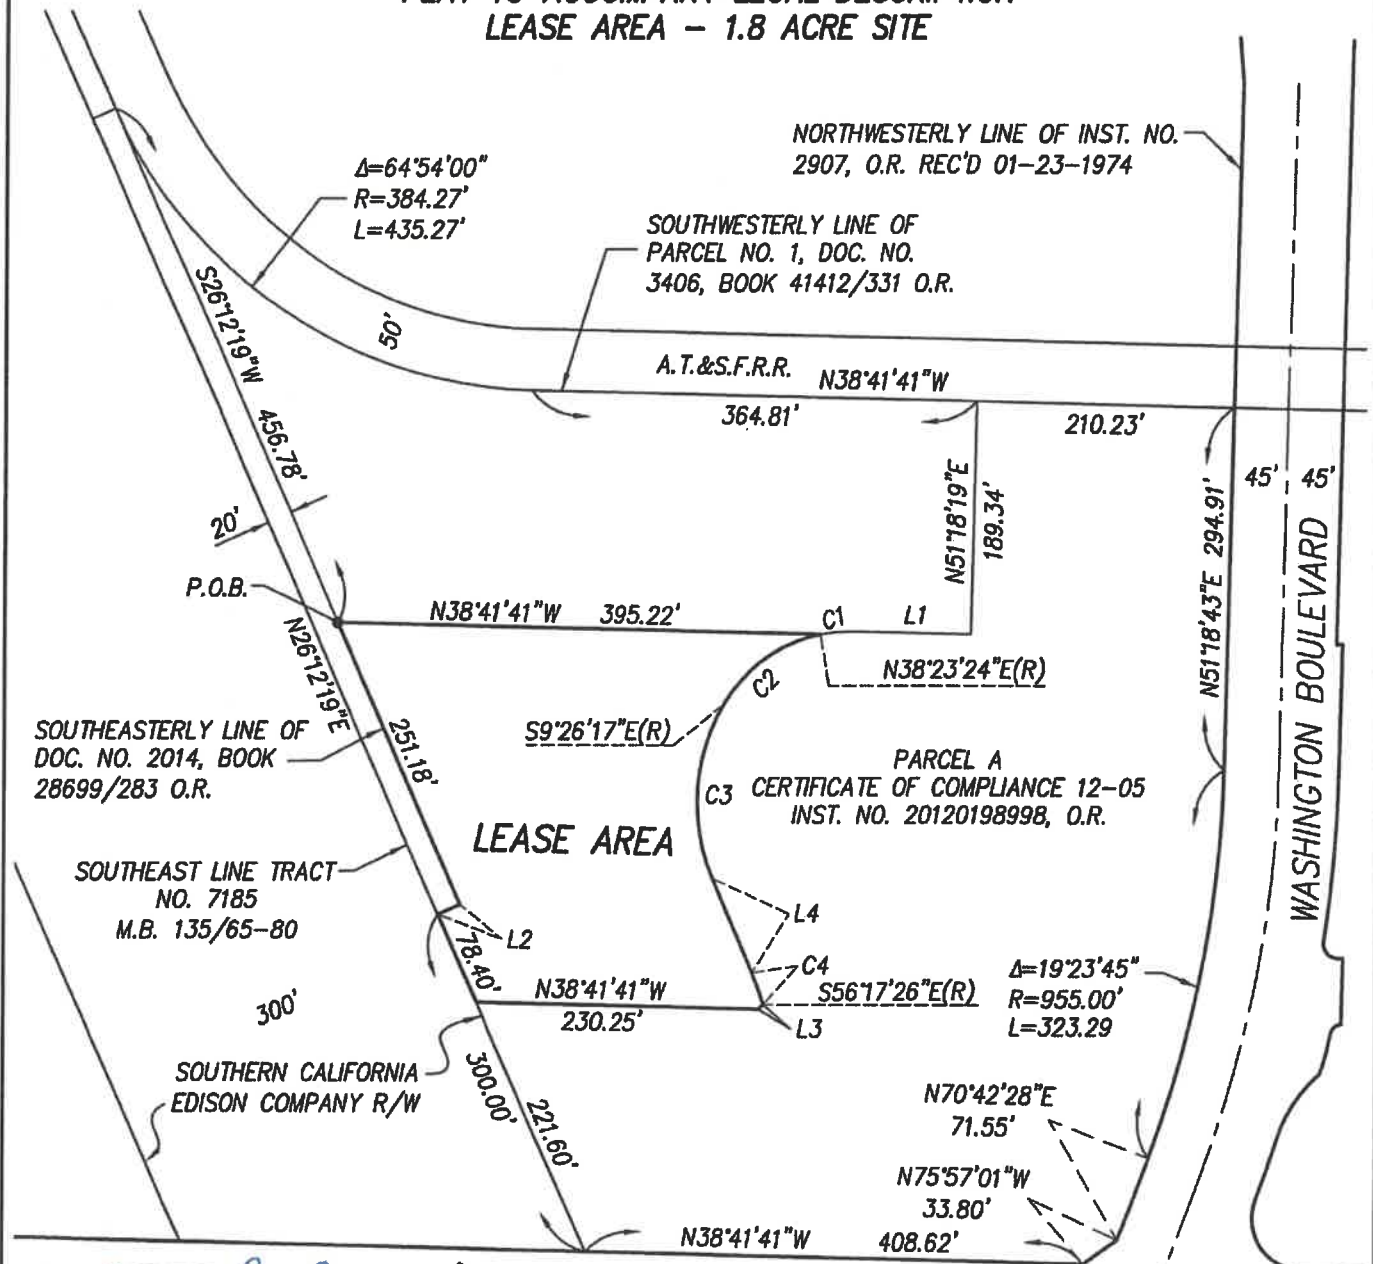 LEASE AREA - 1.8 ACRE SITE
NORTHWESTERLY LINE OF INST. NO.
2907, O.R. REC'D 01-23-1974
Δ=64°54'00"
R=384.27'
L=435.27'
SOUTHWESTERLY LINE OF
PARCEL NO. 1, DOC. NO.
3406, BOOK 41412/331 O.R.
S26°12'19"W 456.78'
50'
A.T.&S.F.R.R. N38°41'41"W
364.81'
210.23'
N51°18'19"E
189.34'
N51°18'43"E 294.91'
45' 45'
WASHINGTON BOULEVARD
20'
P.O.B.
N38°41'41"W 395.22'
C1
L1
N38°23'24"E(R)
C2
S9°26'17"E(R)
N26°12'19"E
251.18'
SOUTHEASTERLY LINE OF
DOC. NO. 2014, BOOK
28699/283 O.R.
PARCEL A
C3
CERTIFICATE OF COMPLIANCE 12-05
INST. NO. 20120198998, O.R.
LEASE AREA
SOUTHEAST LINE TRACT
NO. 7185
M.B. 135/65-80
L4
L2
78.40'
C4
N38°41'41"W
230.25'
S56°17'26"E(R)
L3
Δ=19°23'45"
R=955.00'
L=323.29
300'
SOUTHERN CALIFORNIA
EDISON COMPANY R/W
300.00'
221.60'
N70°42'28"E
71.55'
N75°57'01"W
33.80'
N38°41'41"W 408.62'